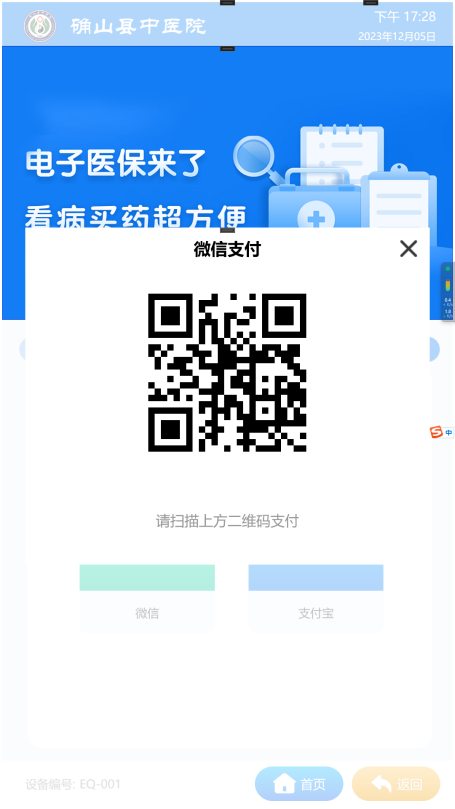 确山县中医院
下午 17:28
2023年12月05日
电子医保来了
看病买药超方便
微信支付
请扫描上方二维码支付
微信
支付宝
中
设备编号: EQ-001
首页
返回